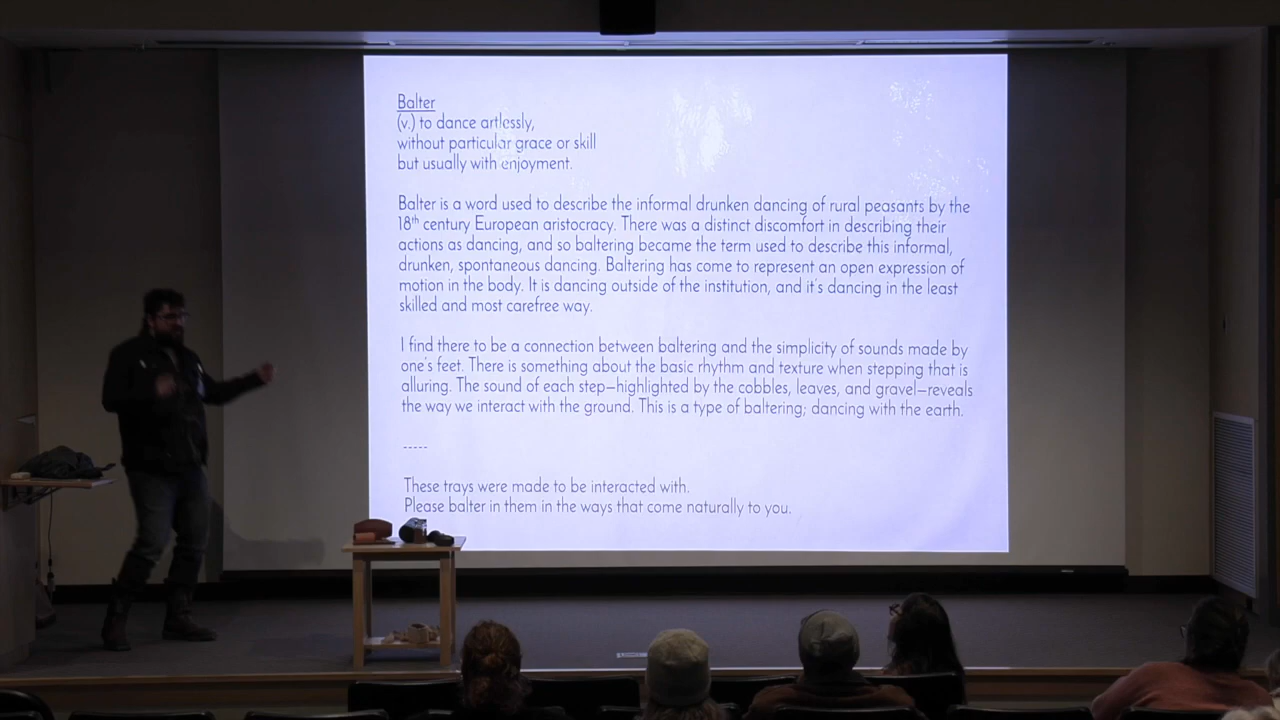 Balter
(v.) to dance artlessly,
without particular grace or skill
but usually with enjoyment.
Balter is a word used to describe the informal drunken dancing of rural peasants by the
18th century European aristocracy. There was a distinct discomfort in describing their
actions as dancing, and so baltering became the term used to describe this informal,
drunken, spontaneous dancing. Baltering has come to represent an open expression of
motion in the body. It is dancing outside of the institution, and it's dancing in the least
skilled and most carefree way.
I find there to be a connection between baltering and the simplicity of sounds made by
one's feet. There is something about the basic rhythm and texture when stepping that is
alluring. The sound of each step—highlighted by the cobbles, leaves, and gravel—reveals
the way we interact with the ground. This is a type of baltering; dancing with the earth.
-----
These trays were made to be interacted with.
Please balter in them in the ways that come naturally to you.